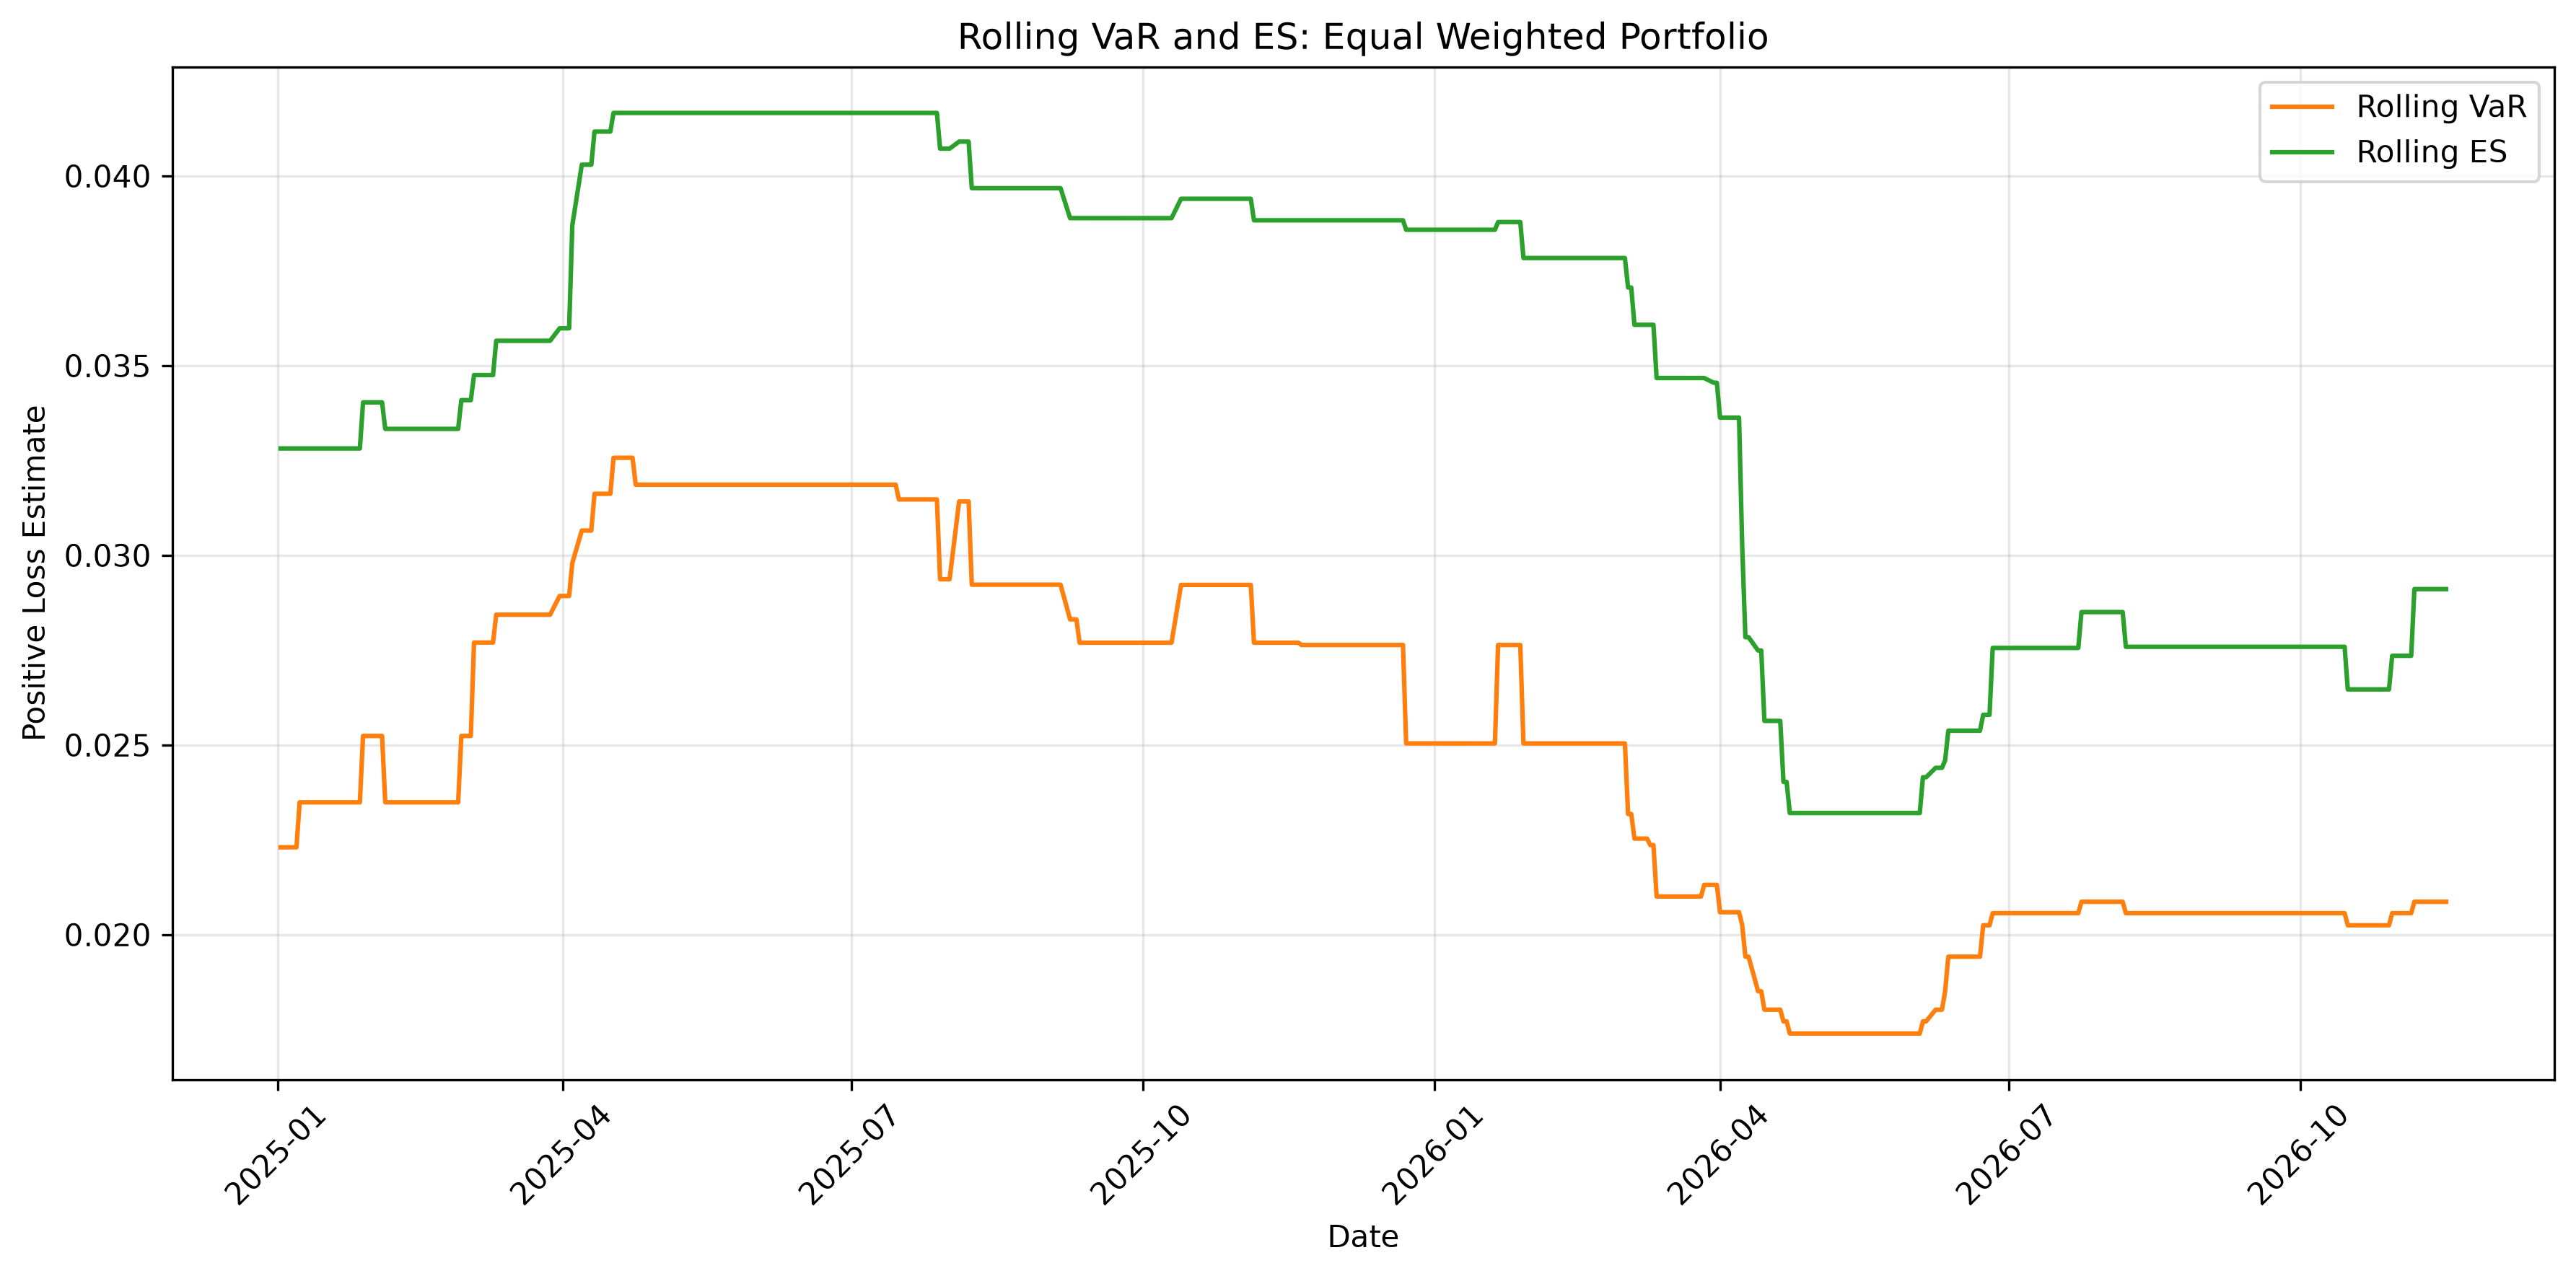 Rolling VaR and ES: Equal Weighted Portfolio
Rolling VaR
Rolling ES
Positive Loss Estimate
0.040
0.035
0.030
0.025
0.020
2025-01
2025-04
2025-07
2025-10
2026-01
2026-04
2026-07
2026-10
Date